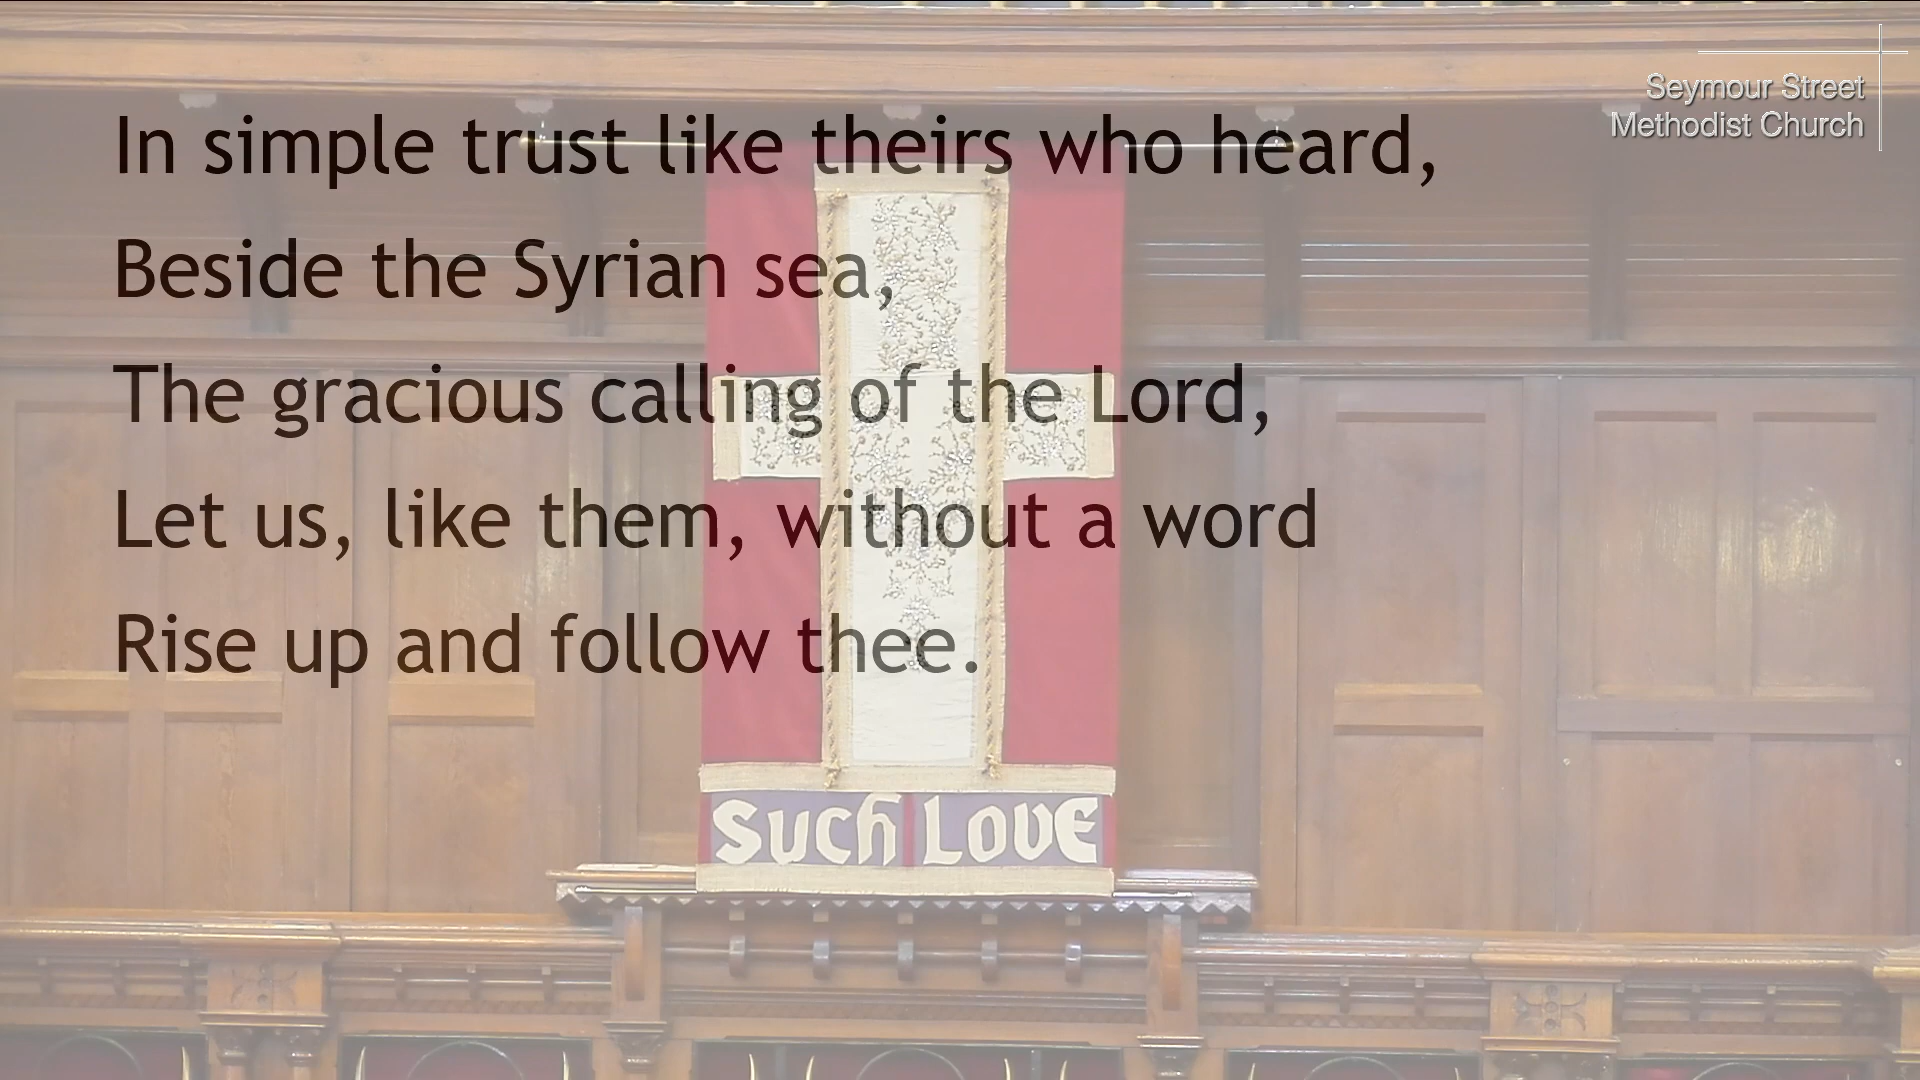 Seymour Street
Methodist Church
In simple trust like theirs who heard,
Beside the Syrian sea,
The gracious calling of the Lord,
Let us, like them, without a word
Rise up and follow thee.
Such Love